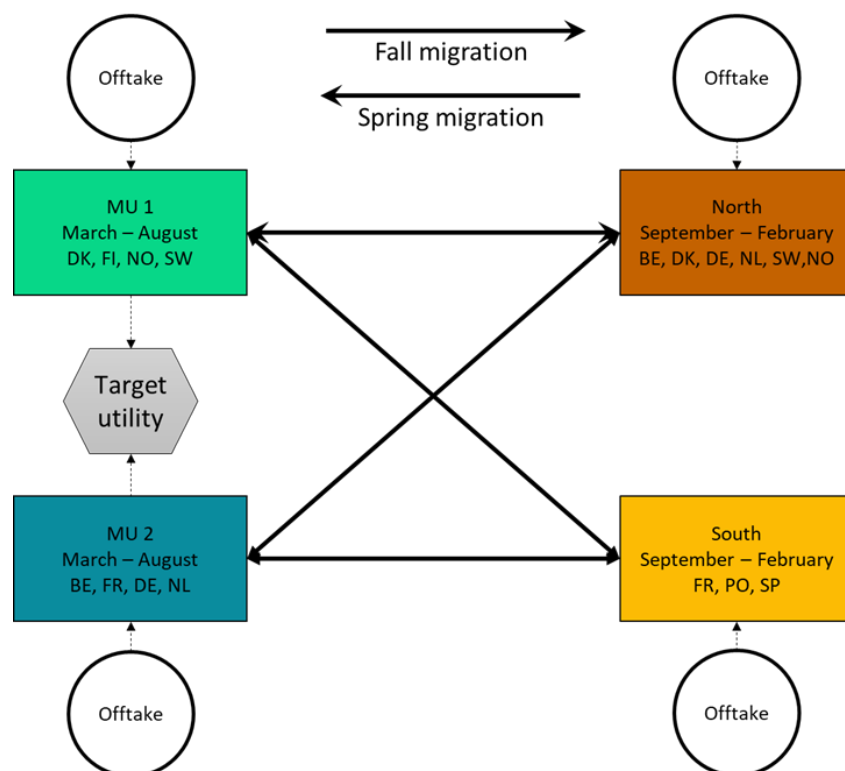 Offtake
Fall migration
Spring migration
Offtake
MU 1
March – August
DK, FI, NO, SW
North
September – February
BE, DK, DE, NL, SW,NO
Target
utility
MU 2
March – August
BE, FR, DE, NL
South
September – February
FR, PO, SP
Offtake
Offtake